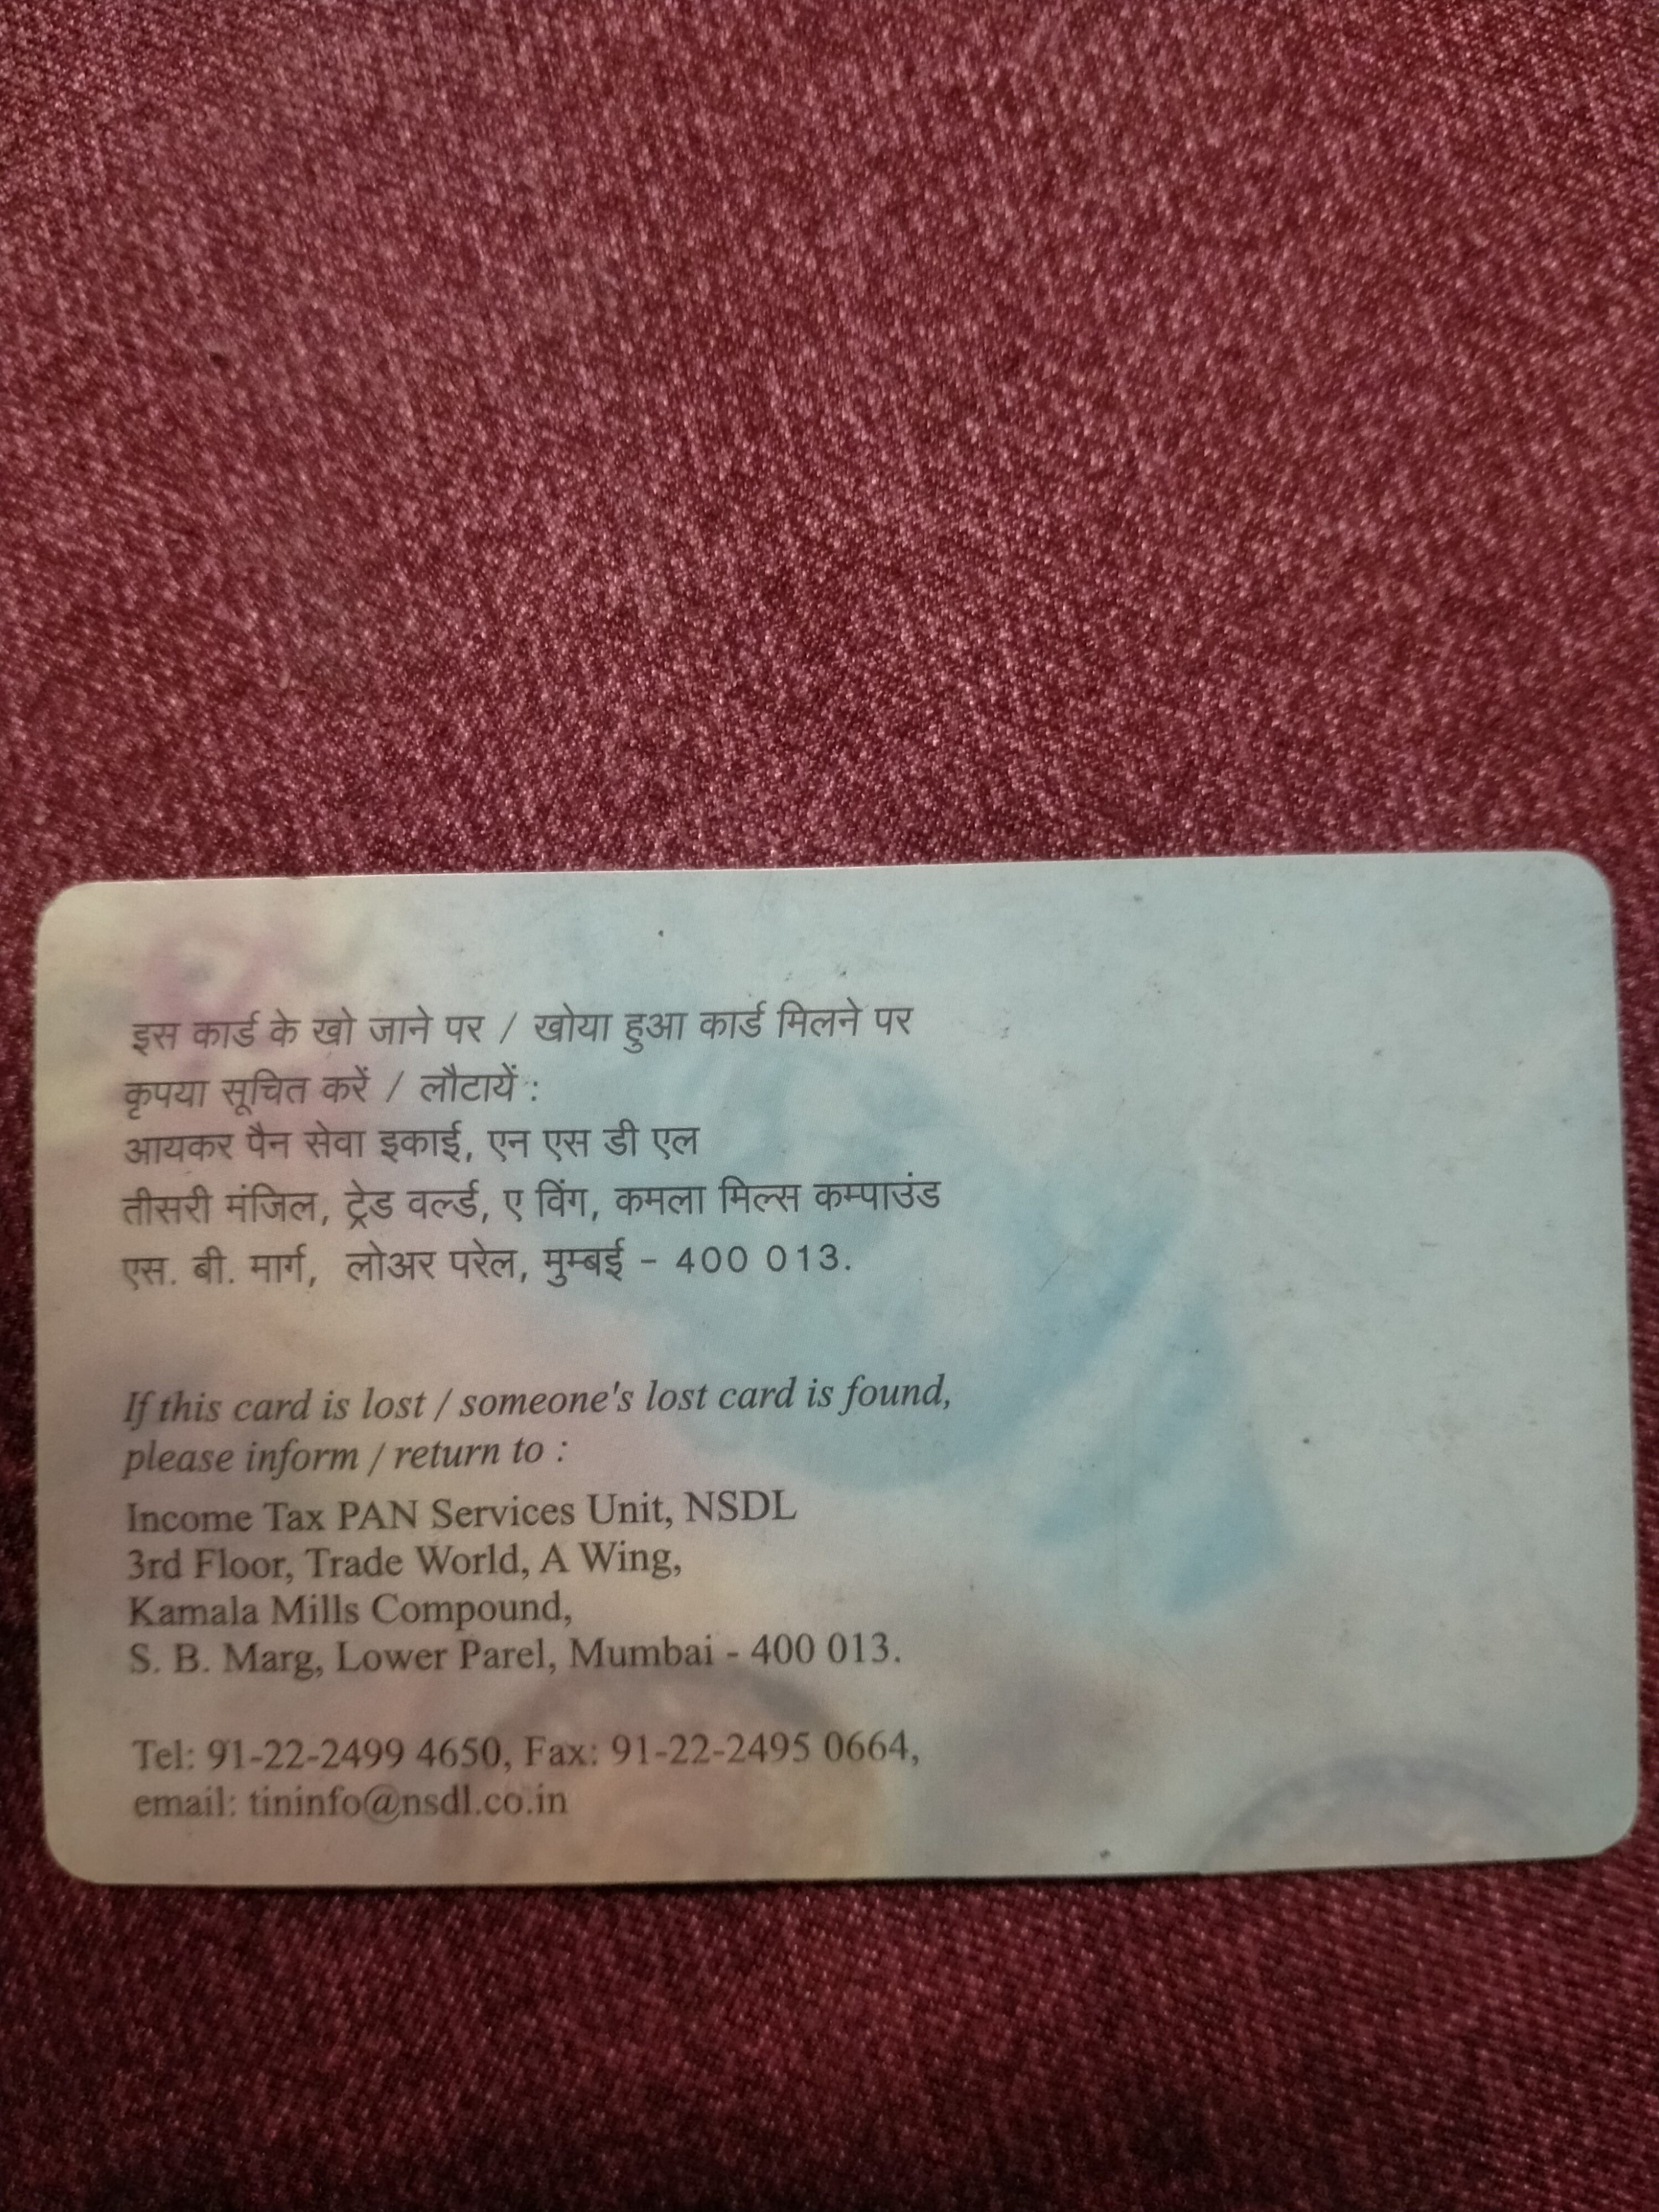 इस कार्ड के खो जाने पर / खोया हुआ कार्ड मिलने पर
कृपया सूचित करें / लौटायें :
आयकर पैन सेवा इकाई, एन एस डी एल
तीसरी मंजिल, ट्रेड वर्ल्ड, ए विंग, कमला मिल्स कम्पाउंड
एस. बी. मार्ग, लोअर परेल, मुम्बई - 400 013.
If this card is lost / someone's lost card is found,
please inform / return to :
Income Tax PAN Services Unit, NSDL
3rd Floor, Trade World, A Wing,
Kamala Mills Compound,
S. B. Marg, Lower Parel, Mumbai - 400 013.
Tel: 91-22-2499 4650, Fax: 91-22-2495 0664,
email: tininfo@nsdl.co.in